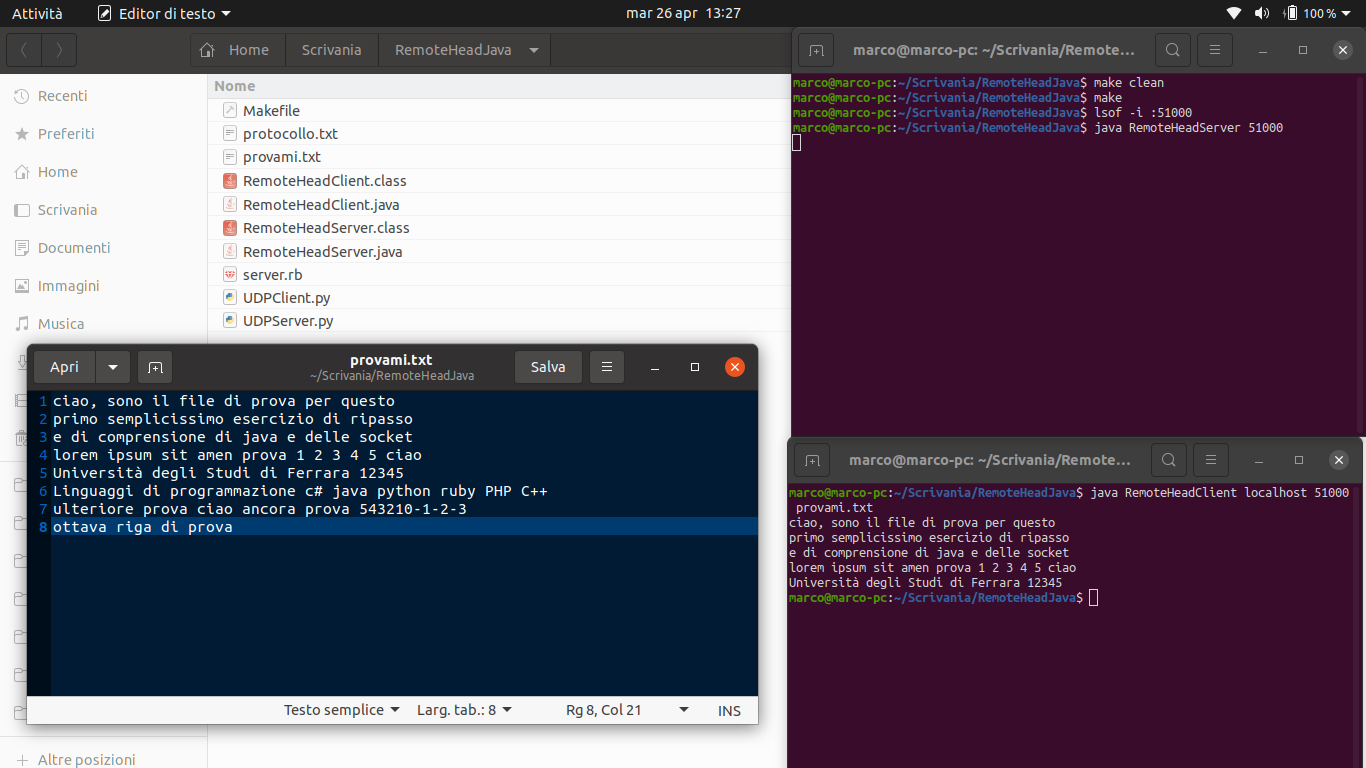 Attività
Editor di testo
mar 26 apr 13:27
100 %
Home
Scrivania
RemoteHeadJava
Recenti
Preferiti
Home
Scrivania
Documenti
Immagini
Musica
Altre posizioni
Nome
Makefile
protocollo.txt
provami.txt
RemoteHeadClient.class
RemoteHeadClient.java
RemoteHeadServer.class
RemoteHeadServer.java
server.rb
UDPClient.py
UDPServer.py
marco@marco-pc: ~/Scrivania/Remote...
marco@marco-pc:~/Scrivania/RemoteHeadJava$ make clean
marco@marco-pc:~/Scrivania/RemoteHeadJava$ make
marco@marco-pc:~/Scrivania/RemoteHeadJava$ lsof -i :51000
marco@marco-pc:~/Scrivania/RemoteHeadJava$ java RemoteHeadServer 51000
Apri
provami.txt
~/Scrivania/RemoteHeadJava
Salva
1 ciao, sono il file di prova per questo
2 primo semplicissimo esercizio di ripasso
3 e di comprensione di java e delle socket
4 lorem ipsum sit amen prova 1 2 3 4 5 ciao
5 Università degli Studi di Ferrara 12345
6 Linguaggi di programmazione c# java python ruby PHP C++
7 ulteriore prova ciao ancora prova 543210-1-2-3
8 ottava riga di prova
Testo semplice
Larg. tab.: 8
Rg 8, Col 21
INS
marco@marco-pc: ~/Scrivania/Remote...
marco@marco-pc:~/Scrivania/RemoteHeadJava$ java RemoteHeadClient localhost 51000
provami.txt
ciao, sono il file di prova per questo
primo semplicissimo esercizio di ripasso
e di comprensione di java e delle socket
lorem ipsum sit amen prova 1 2 3 4 5 ciao
Università degli Studi di Ferrara 12345
marco@marco-pc:~/Scrivania/RemoteHeadJava$